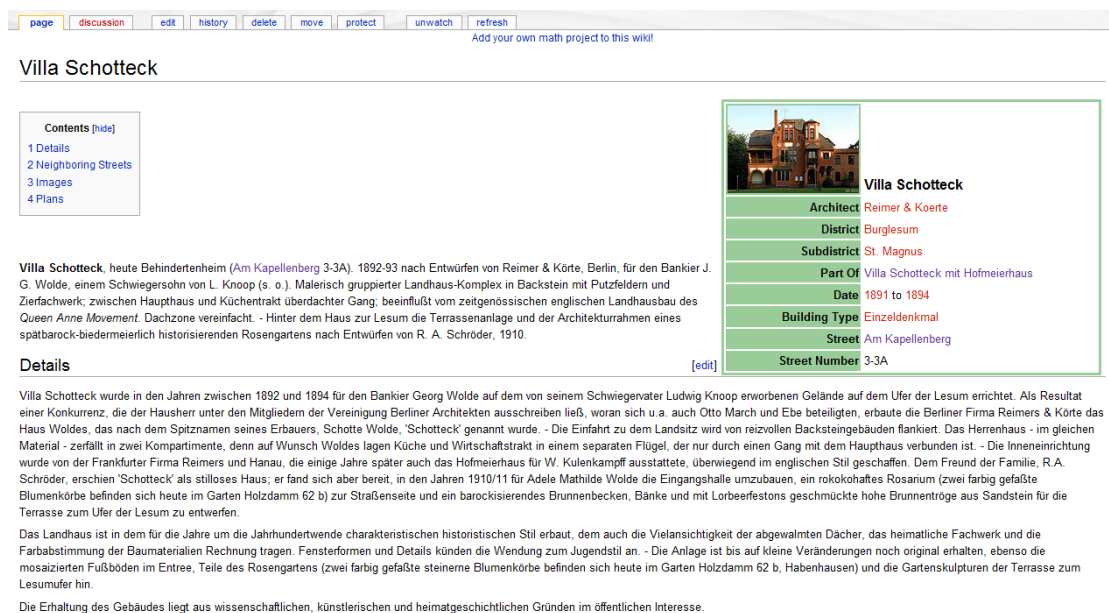 page discussion edit history delete move protect unwatch refresh
Add your own math project to this wiki!
Villa Schotteck
Contents [hide]
1 Details
2 Neighboring Streets
3 Images
4 Plans
Villa Schotteck
Architect Reimer & Koerte
District Burglesum
Subdistrict St. Magnus
Part Of Villa Schotteck mit Hofmeierhaus
Date 1891 to 1894
Building Type Einzeldenkmal
Street Am Kapellenberg
Street Number 3-3A
Villa Schotteck, heute Behindertenheim (Am Kapellenberg 3-3A). 1892-93 nach Entwürfen von Reimer & Körte, Berlin, für den Bankier J.
G. Wolde, einem Schwiegersohn von L. Knoop (s. o.). Malerisch gruppierter Landhaus-Komplex in Backstein mit Putzfeldern und
Zierfachwerk; zwischen Haupthaus und Küchentrakt überdachter Gang; beeinflußt vom zeitgenössischen englischen Landhausbau des
Queen Anne Movement. Dachzone vereinfacht. - Hinter dem Haus zur Lesum die Terrassenanlage und der Architekturrahmen eines
spätbarock-biedermeierlich historisierenden Rosengartens nach Entwürfen von R. A. Schröder, 1910.
Details [edit]
Villa Schotteck wurde in den Jahren zwischen 1892 und 1894 für den Bankier Georg Wolde auf dem von seinem Schwiegervater Ludwig Knoop erworbenen Gelände auf dem Ufer der Lesum errichtet. Als Resultat
einer Konkurrenz, die der Hausherr unter den Mitgliedern der Vereinigung Berliner Architekten ausschreiben ließ, woran sich u.a. auch Otto March und Ebe beteiligten, erbaute die Berliner Firma Reimers & Körte das
Haus Woldes, das nach dem Spitznamen seines Erbauers, Schotte Wolde, 'Schotteck' genannt wurde. - Die Einfahrt zu dem Landsitz wird von reizvollen Backsteingebäuden flankiert. Das Herrenhaus - im gleichen
Material - zerfällt in zwei Kompartimente, denn auf Wunsch Woldes lagen Küche und Wirtschaftstrakt in einem separaten Flügel, der nur durch einen Gang mit dem Haupthaus verbunden ist. - Die Inneneinrichtung
wurde von der Frankfurter Firma Reimers und Hanau, die einige Jahre später auch das Hofmeierhaus für W. Kulenkampff ausstattete, überwiegend im englischen Stil geschaffen. Dem Freund der Familie, R.A.
Schröder, erschien 'Schotteck' als stilloses Haus; er fand sich aber bereit, in den Jahren 1910/11 für Adele Mathilde Wolde die Eingangshalle umzubauen, ein rokokohaftes Rosarium (zwei farbig gefaßte
Blumenkörbe befinden sich heute im Garten Holzdamm 62 b) zur Straßenseite und ein barockisierendes Brunnenbecken, Bänke und mit Lorbeerfestons geschmückte hohe Brunnentröge aus Sandstein für die
Terrasse zum Ufer der Lesum zu entwerfen.
Das Landhaus ist in dem für die Jahre um die Jahrhundertwende charakteristischen historistischen Stil erbaut, dem auch die Vielansichtigkeit der abgewalmten Dächer, das heimatliche Fachwerk und die
Farbabstimmung der Baumaterialien Rechnung tragen. Fensterformen und Details künden die Wendung zum Jugendstil an. - Die Anlage ist bis auf kleine Veränderungen noch original erhalten, ebenso die
mosaizierten Fußböden im Entree, Teile des Rosengartens (zwei farbig gefaßte steinerne Blumenkörbe befinden sich heute im Garten Holzdamm 62 b, Habenhausen) und die Gartenskulpturen der Terrasse zum
Lesumufer hin.
Die Erhaltung des Gebäudes liegt aus wissenschaftlichen, künstlerischen und heimatgeschichtlichen Gründen im öffentlichen Interesse.